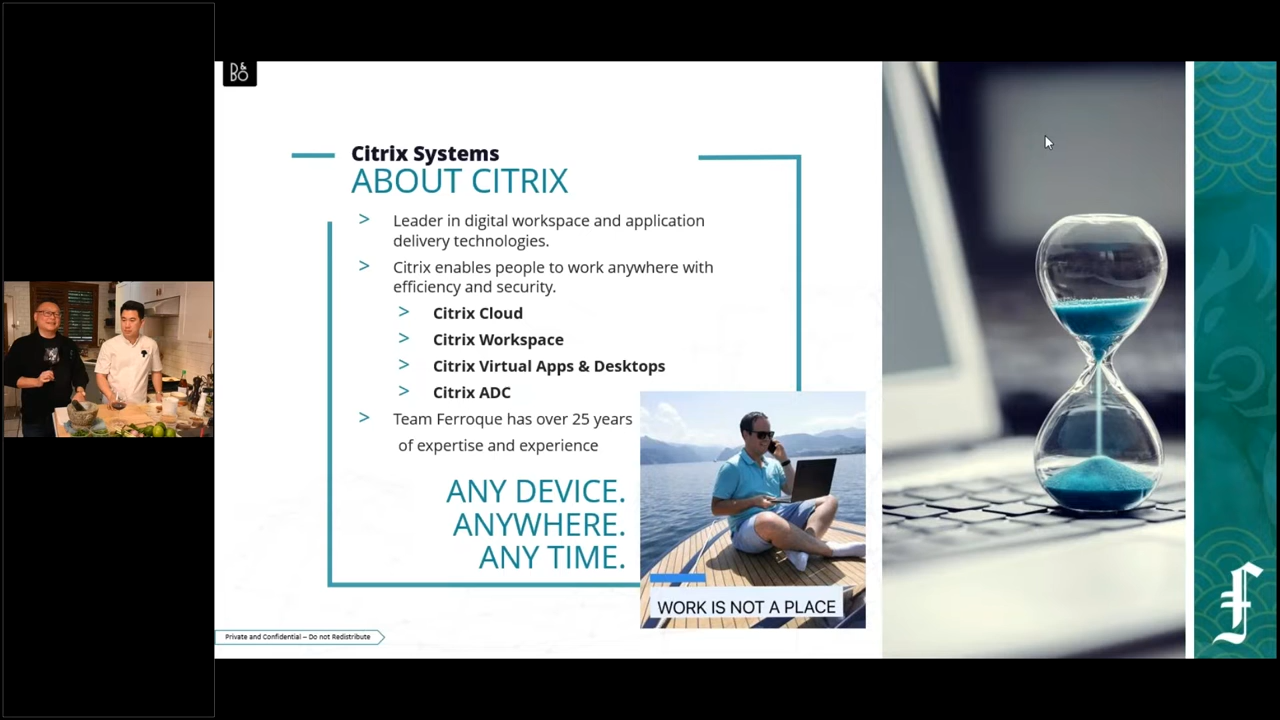 D&
BO
Citrix Systems
ABOUT CITRIX
> Leader in digital workspace and application
delivery technologies.
> Citrix enables people to work anywhere with
efficiency and security.
> Citrix Cloud
> Citrix Workspace
> Citrix Virtual Apps & Desktops
> Citrix ADC
> Team Ferroque has over 25 years
of expertise and experience
ANY DEVICE.
ANYWHERE.
ANY TIME.
WORK IS NOT A PLACE
Private and Confidential – Do not Redistribute
f